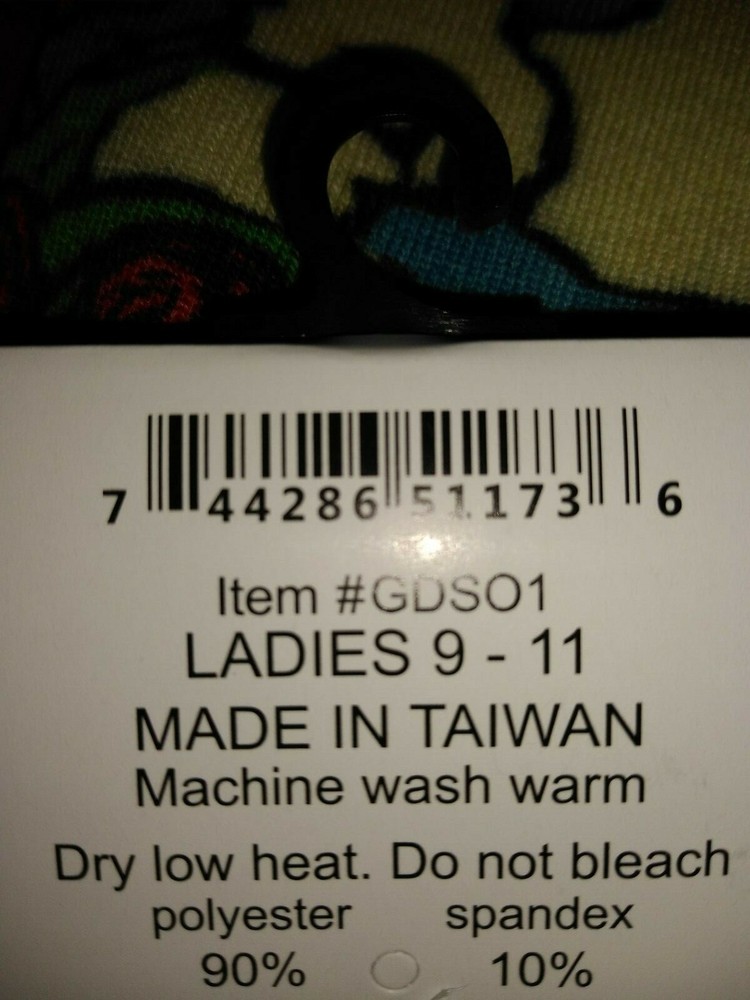 7 44286 51173 6
Item #GDSO1
LADIES 9 - 11
MADE IN TAIWAN
Machine wash warm
Dry low heat. Do not bleach
polyester spandex
90% 10%